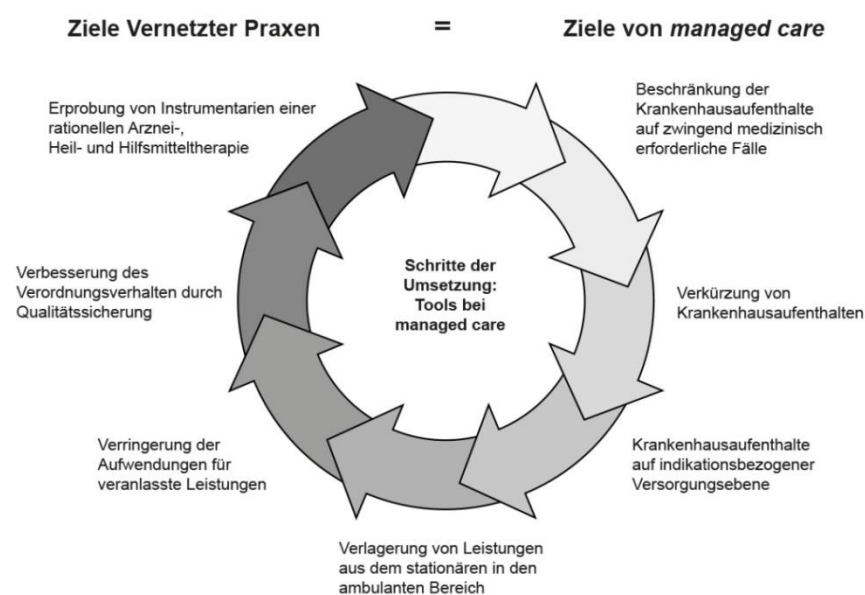 Ziele Vernetzter Praxen = Ziele von managed care
Beschränkung der
Krankenhausaufenthalte
auf zwingend medizinisch
erforderliche Fälle
Verkürzung von
Krankenhausaufenthalten
Krankenhausaufenthalte
auf indikationsbezogener
Versorgungsebene
Verlagerung von Leistungen
aus dem stationären in den
ambulanten Bereich
Verringerung der
Aufwendungen für
veranlasste Leistungen
Verbesserung des
Verordnungsverhalten durch
Qualitätssicherung
Erprobung von Instrumentarien einer
rationellen Arznei-,
Heil- und Hilfsmitteltherapie
Schritte der
Umsetzung:
Tools bei
managed care